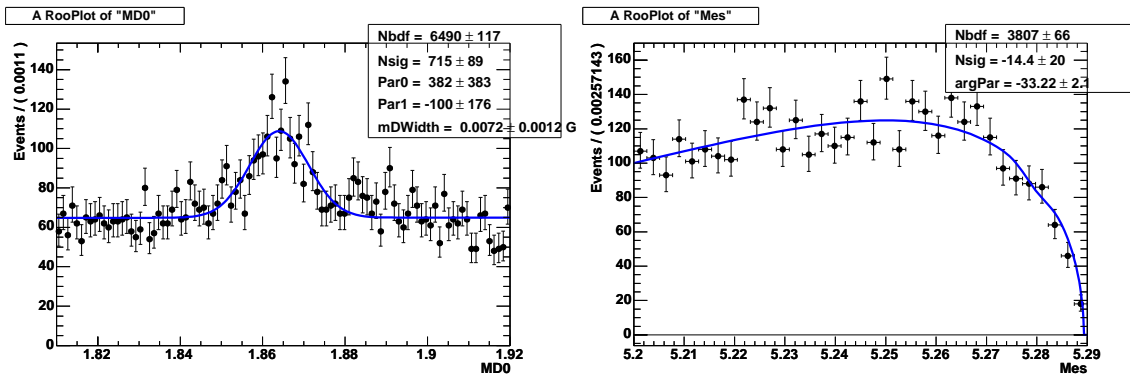 A RooPlot of "MD0"
Nbdf = 6490 ± 117
Nsig = 715 ± 89
Par0 = 382 ± 383
Par1 = -100 ± 176
mDWidth = 0.0072 ± 0.0012 G
Events / ( 0.0011 )
140
120
100
80
60
40
20
0
1.82 1.84 1.86 1.88 1.9 1.92
MD0
A RooPlot of "Mes"
Nbdf = 3807 ± 66
Nsig = -14.4 ± 20
argPar = -33.22 ± 2.1
Events / ( 0.00257143 )
160
140
120
100
80
60
40
20
0
5.2 5.21 5.22 5.23 5.24 5.25 5.26 5.27 5.28 5.29
Mes